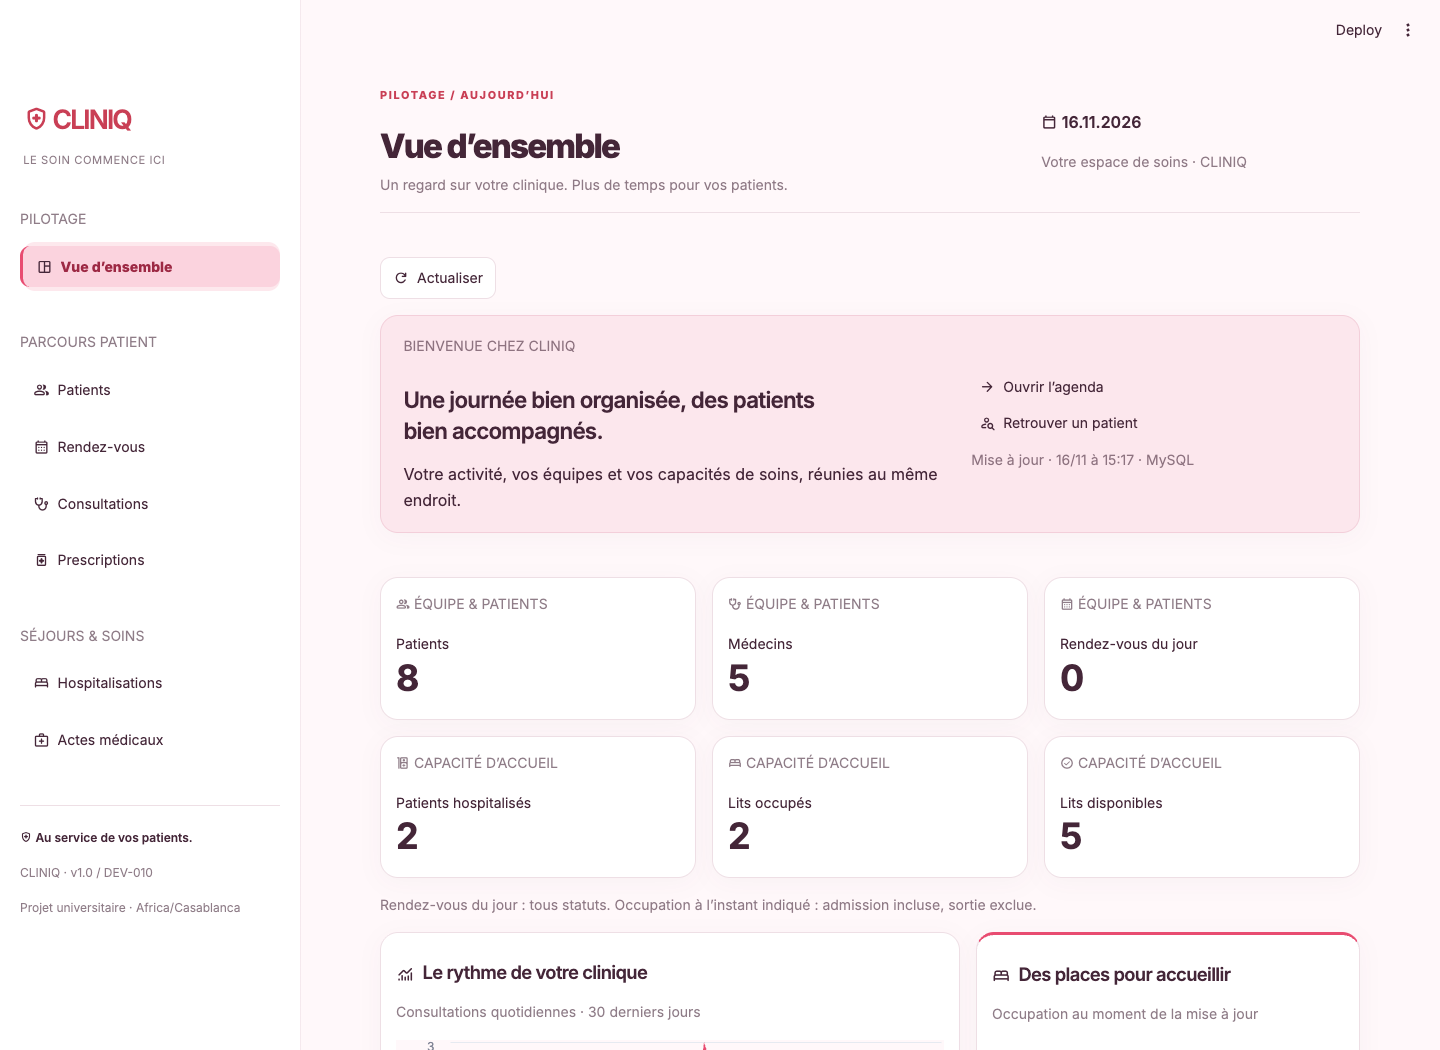 Deploy
CLINIQ
LE SOIN COMMENCE ICI
PILOTAGE
Vue d’ensemble
PARCOURS PATIENT
Patients
Rendez-vous
Consultations
Prescriptions
SÉJOURS & SOINS
Hospitalisations
Actes médicaux
Au service de vos patients.
CLINIQ · v1.0 / DEV-010
Projet universitaire · Africa/Casablanca
PILOTAGE / AUJOURD’HUI
Vue d’ensemble
Un regard sur votre clinique. Plus de temps pour vos patients.
16.11.2026
Votre espace de soins · CLINIQ
Actualiser
BIENVENUE CHEZ CLINIQ
Une journée bien organisée, des patients
bien accompagnés.
Votre activité, vos équipes et vos capacités de soins, réunies au même
endroit.
Ouvrir l’agenda
Retrouver un patient
Mise à jour · 16/11 à 15:17 · MySQL
ÉQUIPE & PATIENTS
Patients
8
ÉQUIPE & PATIENTS
Médecins
5
ÉQUIPE & PATIENTS
Rendez-vous du jour
0
CAPACITÉ D’ACCUEIL
Patients hospitalisés
2
CAPACITÉ D’ACCUEIL
Lits occupés
2
CAPACITÉ D’ACCUEIL
Lits disponibles
5
Rendez-vous du jour : tous statuts. Occupation à l’instant indiqué : admission incluse, sortie exclue.
Le rythme de votre clinique
Consultations quotidiennes · 30 derniers jours
3
Des places pour accueillir
Occupation au moment de la mise à jour